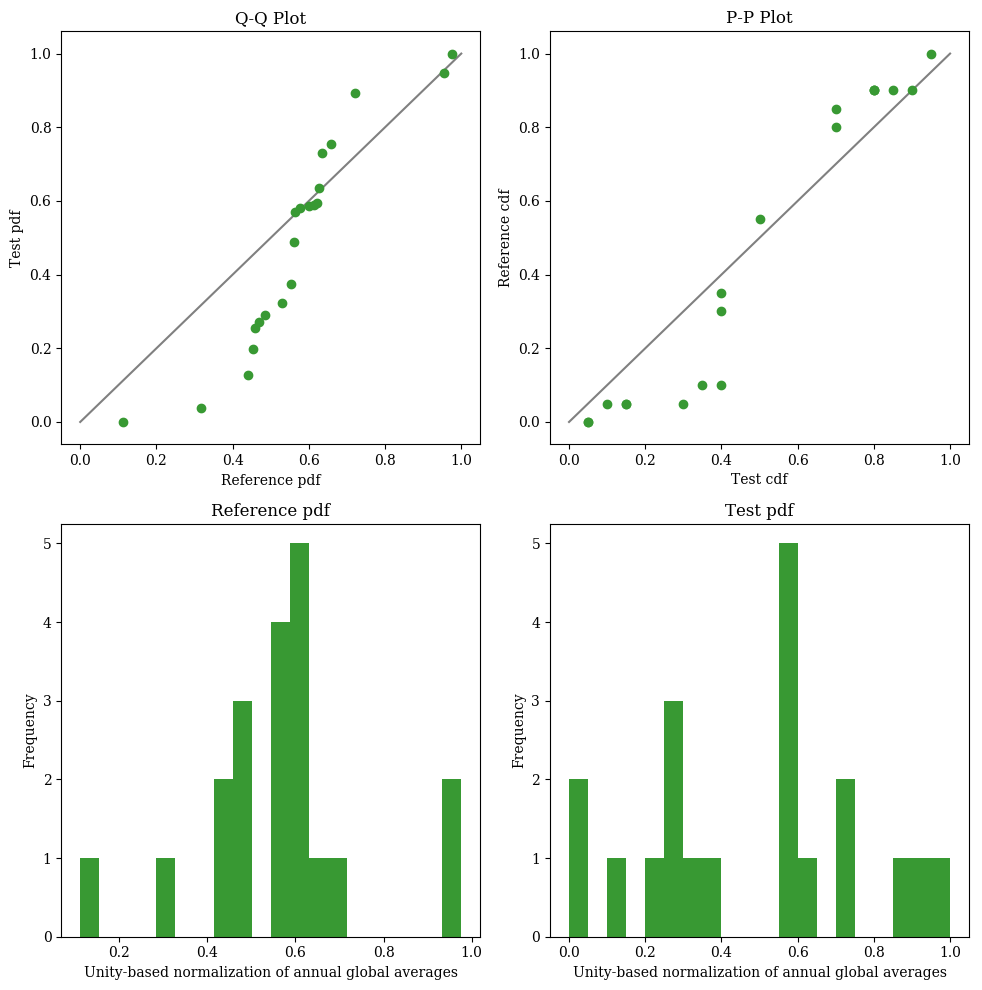 Q-Q Plot
1.0
0.8
0.6
0.4
0.2
0.0
Test pdf
0.0 0.2 0.4 0.6 0.8 1.0
Reference pdf
P-P Plot
1.0
0.8
0.6
0.4
0.2
0.0
Reference cdf
0.0 0.2 0.4 0.6 0.8 1.0
Test cdf
Reference pdf
5
4
3
2
1
0
Frequency
0.2 0.4 0.6 0.8 1.0
Unity-based normalization of annual global averages
Test pdf
5
4
3
2
1
0
Frequency
0.0 0.2 0.4 0.6 0.8 1.0
Unity-based normalization of annual global averages